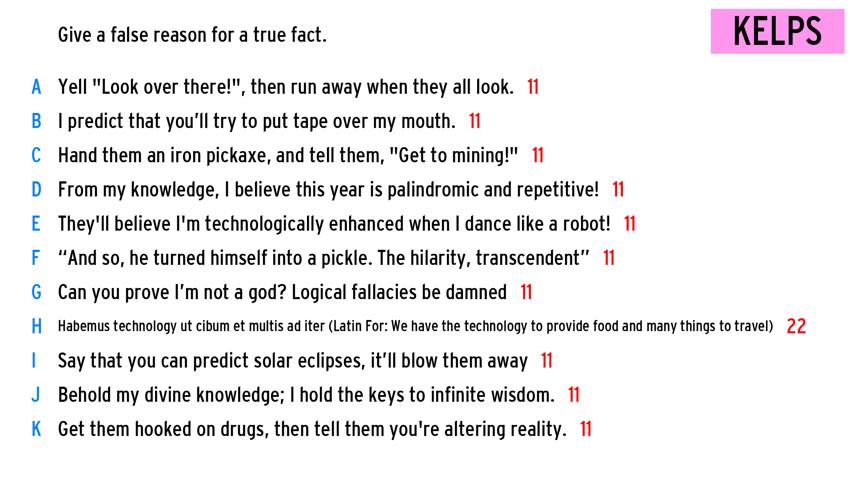 Give a false reason for a true fact.
KELPS
A Yell "Look over there!", then run away when they all look. 11
B I predict that you’ll try to put tape over my mouth. 11
C Hand them an iron pickaxe, and tell them, "Get to mining!" 11
D From my knowledge, I believe this year is palindromic and repetitive! 11
E They'll believe I'm technologically enhanced when I dance like a robot! 11
F “And so, he turned himself into a pickle. The hilarity, transcendent” 11
G Can you prove I’m not a god? Logical fallacies be damned 11
H Habemus technology ut cibum et multis ad iter (Latin For: We have the technology to provide food and many things to travel) 22
I Say that you can predict solar eclipses, it’ll blow them away 11
J Behold my divine knowledge; I hold the keys to infinite wisdom. 11
K Get them hooked on drugs, then tell them you're altering reality. 11